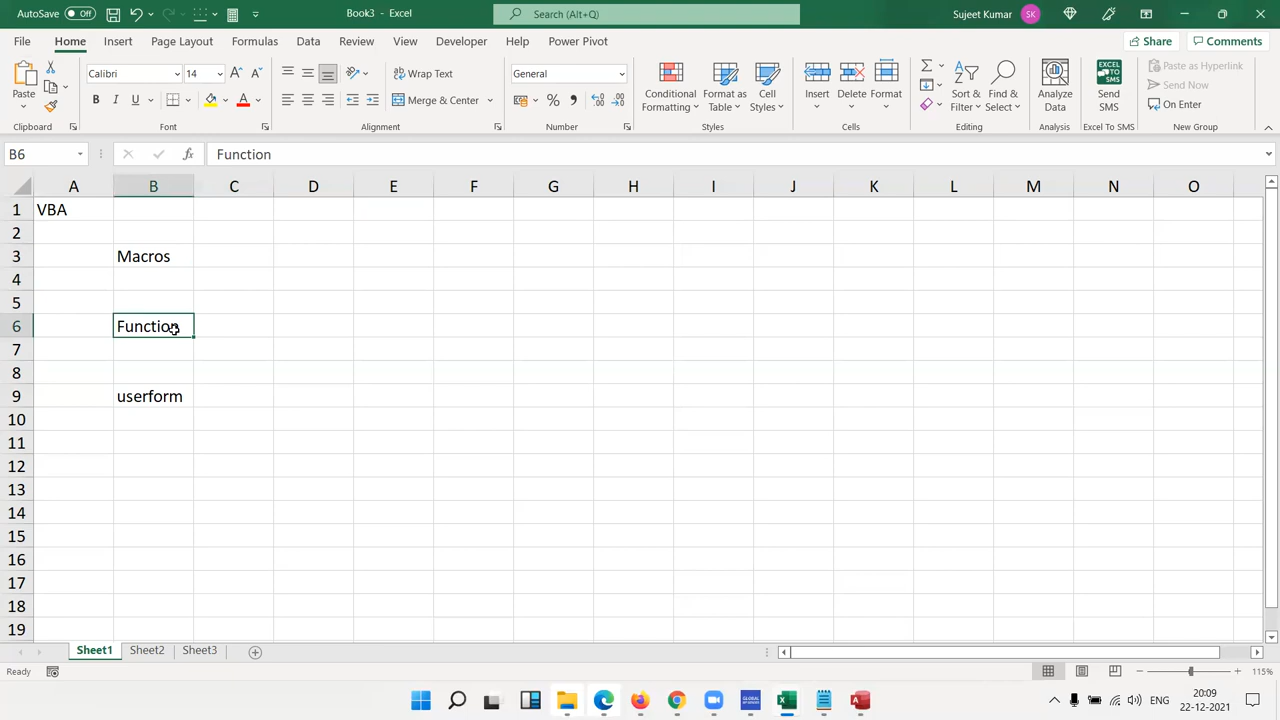 AutoSave Off Book3 - Excel Search (Alt+Q) Sujeet Kumar SK
File Home Insert Page Layout Formulas Data Review View Developer Help Power Pivot Share Comments
Paste Calibri 14 Wrap Text General Conditional Formatting Format as Table Cell Styles Insert Delete Format Sort & Filter Find & Select Analyze Data Send SMS Paste as Hyperlink
Send Now
B I U Merge & Center On Enter
Clipboard Font Alignment Number Styles Cells Editing Analysis Excel To SMS New Group
B6 fx Function
A B C D E F G H I J K L M N O
1 VBA
2
3 Macros
4
5
6 Function
7
8
9 userform
10
11
12
13
14
15
16
17
18
19
Sheet1 Sheet2 Sheet3
Ready 115%
ENG 20:09
22-12-2021